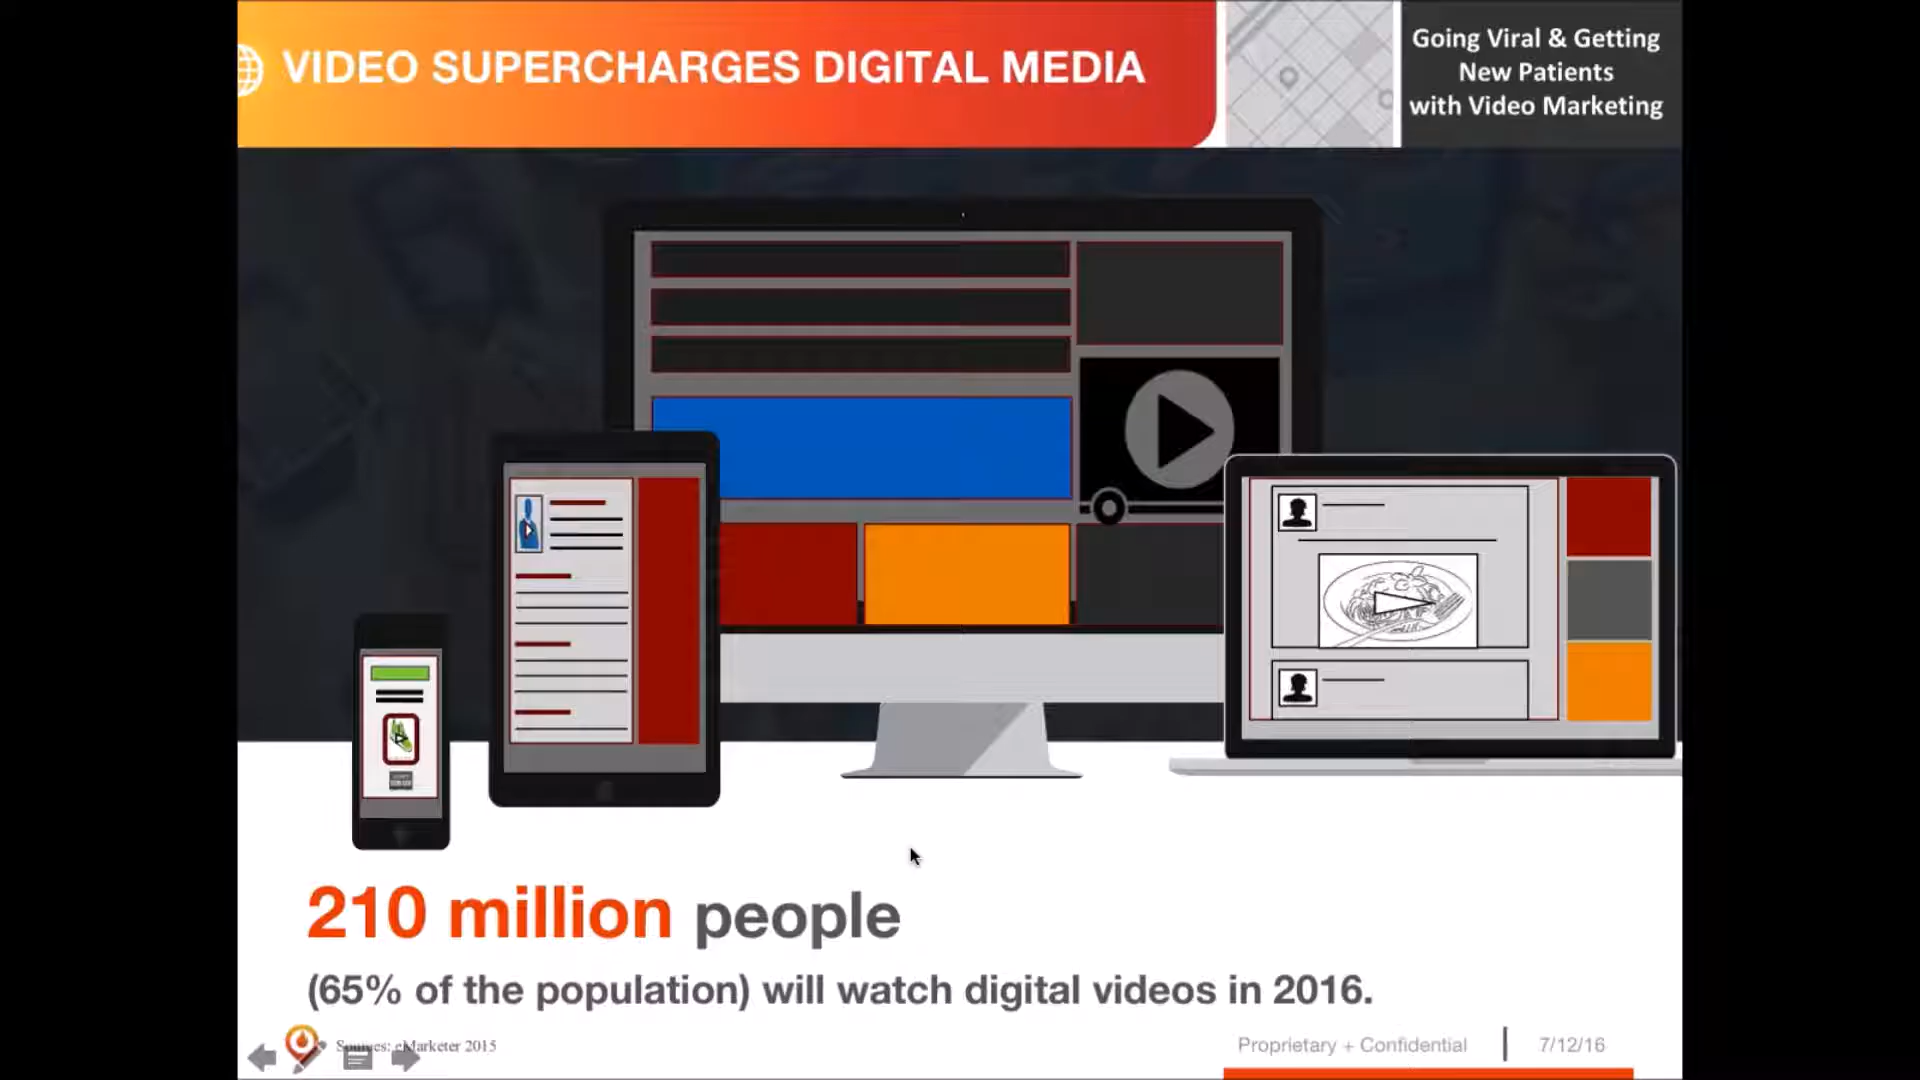 VIDEO SUPERCHARGES DIGITAL MEDIA
Going Viral & Getting
New Patients
with Video Marketing
210 million people
(65% of the population) will watch digital videos in 2016.
Sources: eMarketer 2015
Proprietary + Confidential
7/12/16